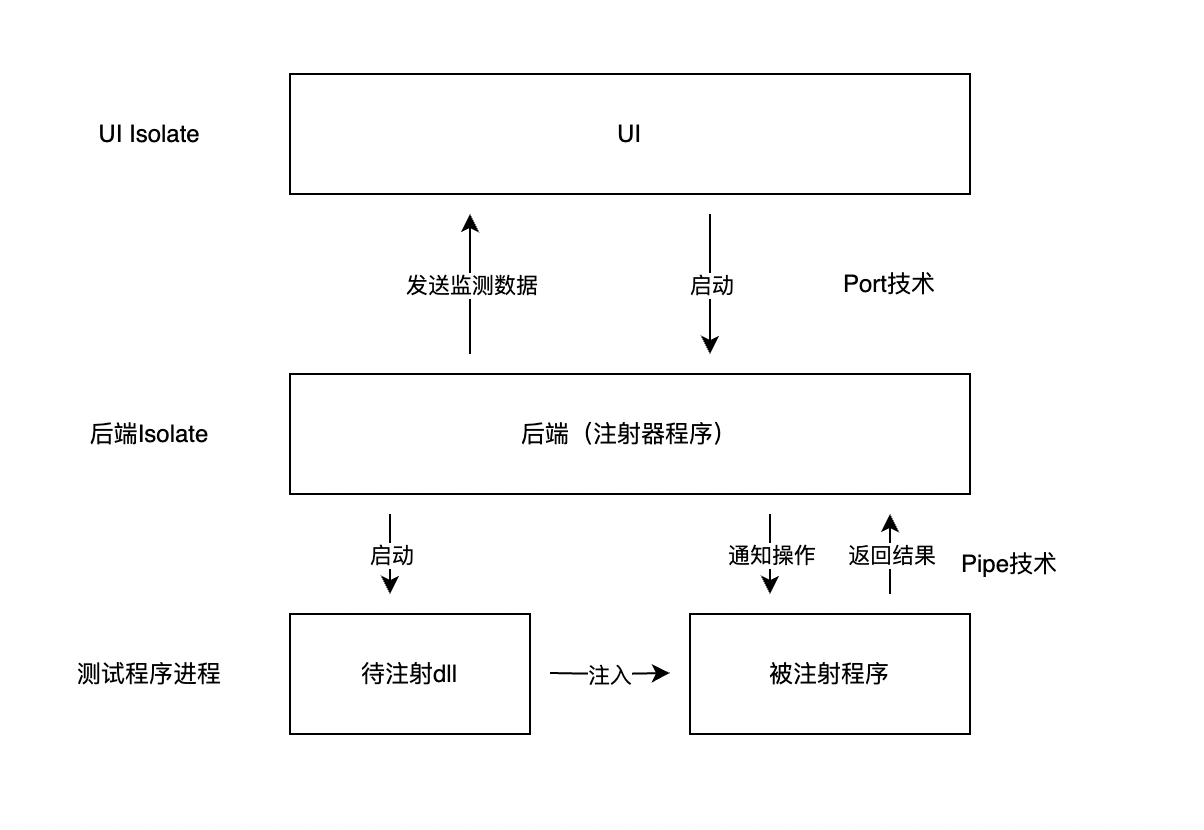 UI Isolate
UI
发送监测数据
启动
Port技术
后端Isolate
后端（注射器程序）
启动
通知操作
返回结果
Pipe技术
测试程序进程
待注射dll
注入
被注射程序